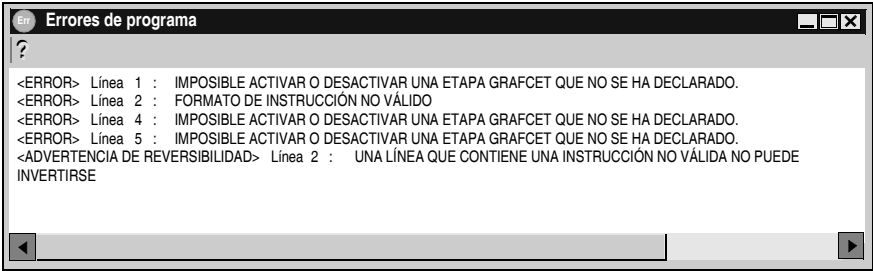 Err Errores de programa
?
<ERROR> Línea 1 : IMPOSIBLE ACTIVAR O DESACTIVAR UNA ETAPA GRAFCET QUE NO SE HA DECLARADO.
<ERROR> Línea 2 : FORMATO DE INSTRUCCIÓN NO VÁLIDO
<ERROR> Línea 4 : IMPOSIBLE ACTIVAR O DESACTIVAR UNA ETAPA GRAFCET QUE NO SE HA DECLARADO.
<ERROR> Línea 5 : IMPOSIBLE ACTIVAR O DESACTIVAR UNA ETAPA GRAFCET QUE NO SE HA DECLARADO.
<ADVERTENCIA DE REVERSIBILIDAD> Línea 2 : UNA LÍNEA QUE CONTIENE UNA INSTRUCCIÓN NO VÁLIDA NO PUEDE
INVERTIRSE